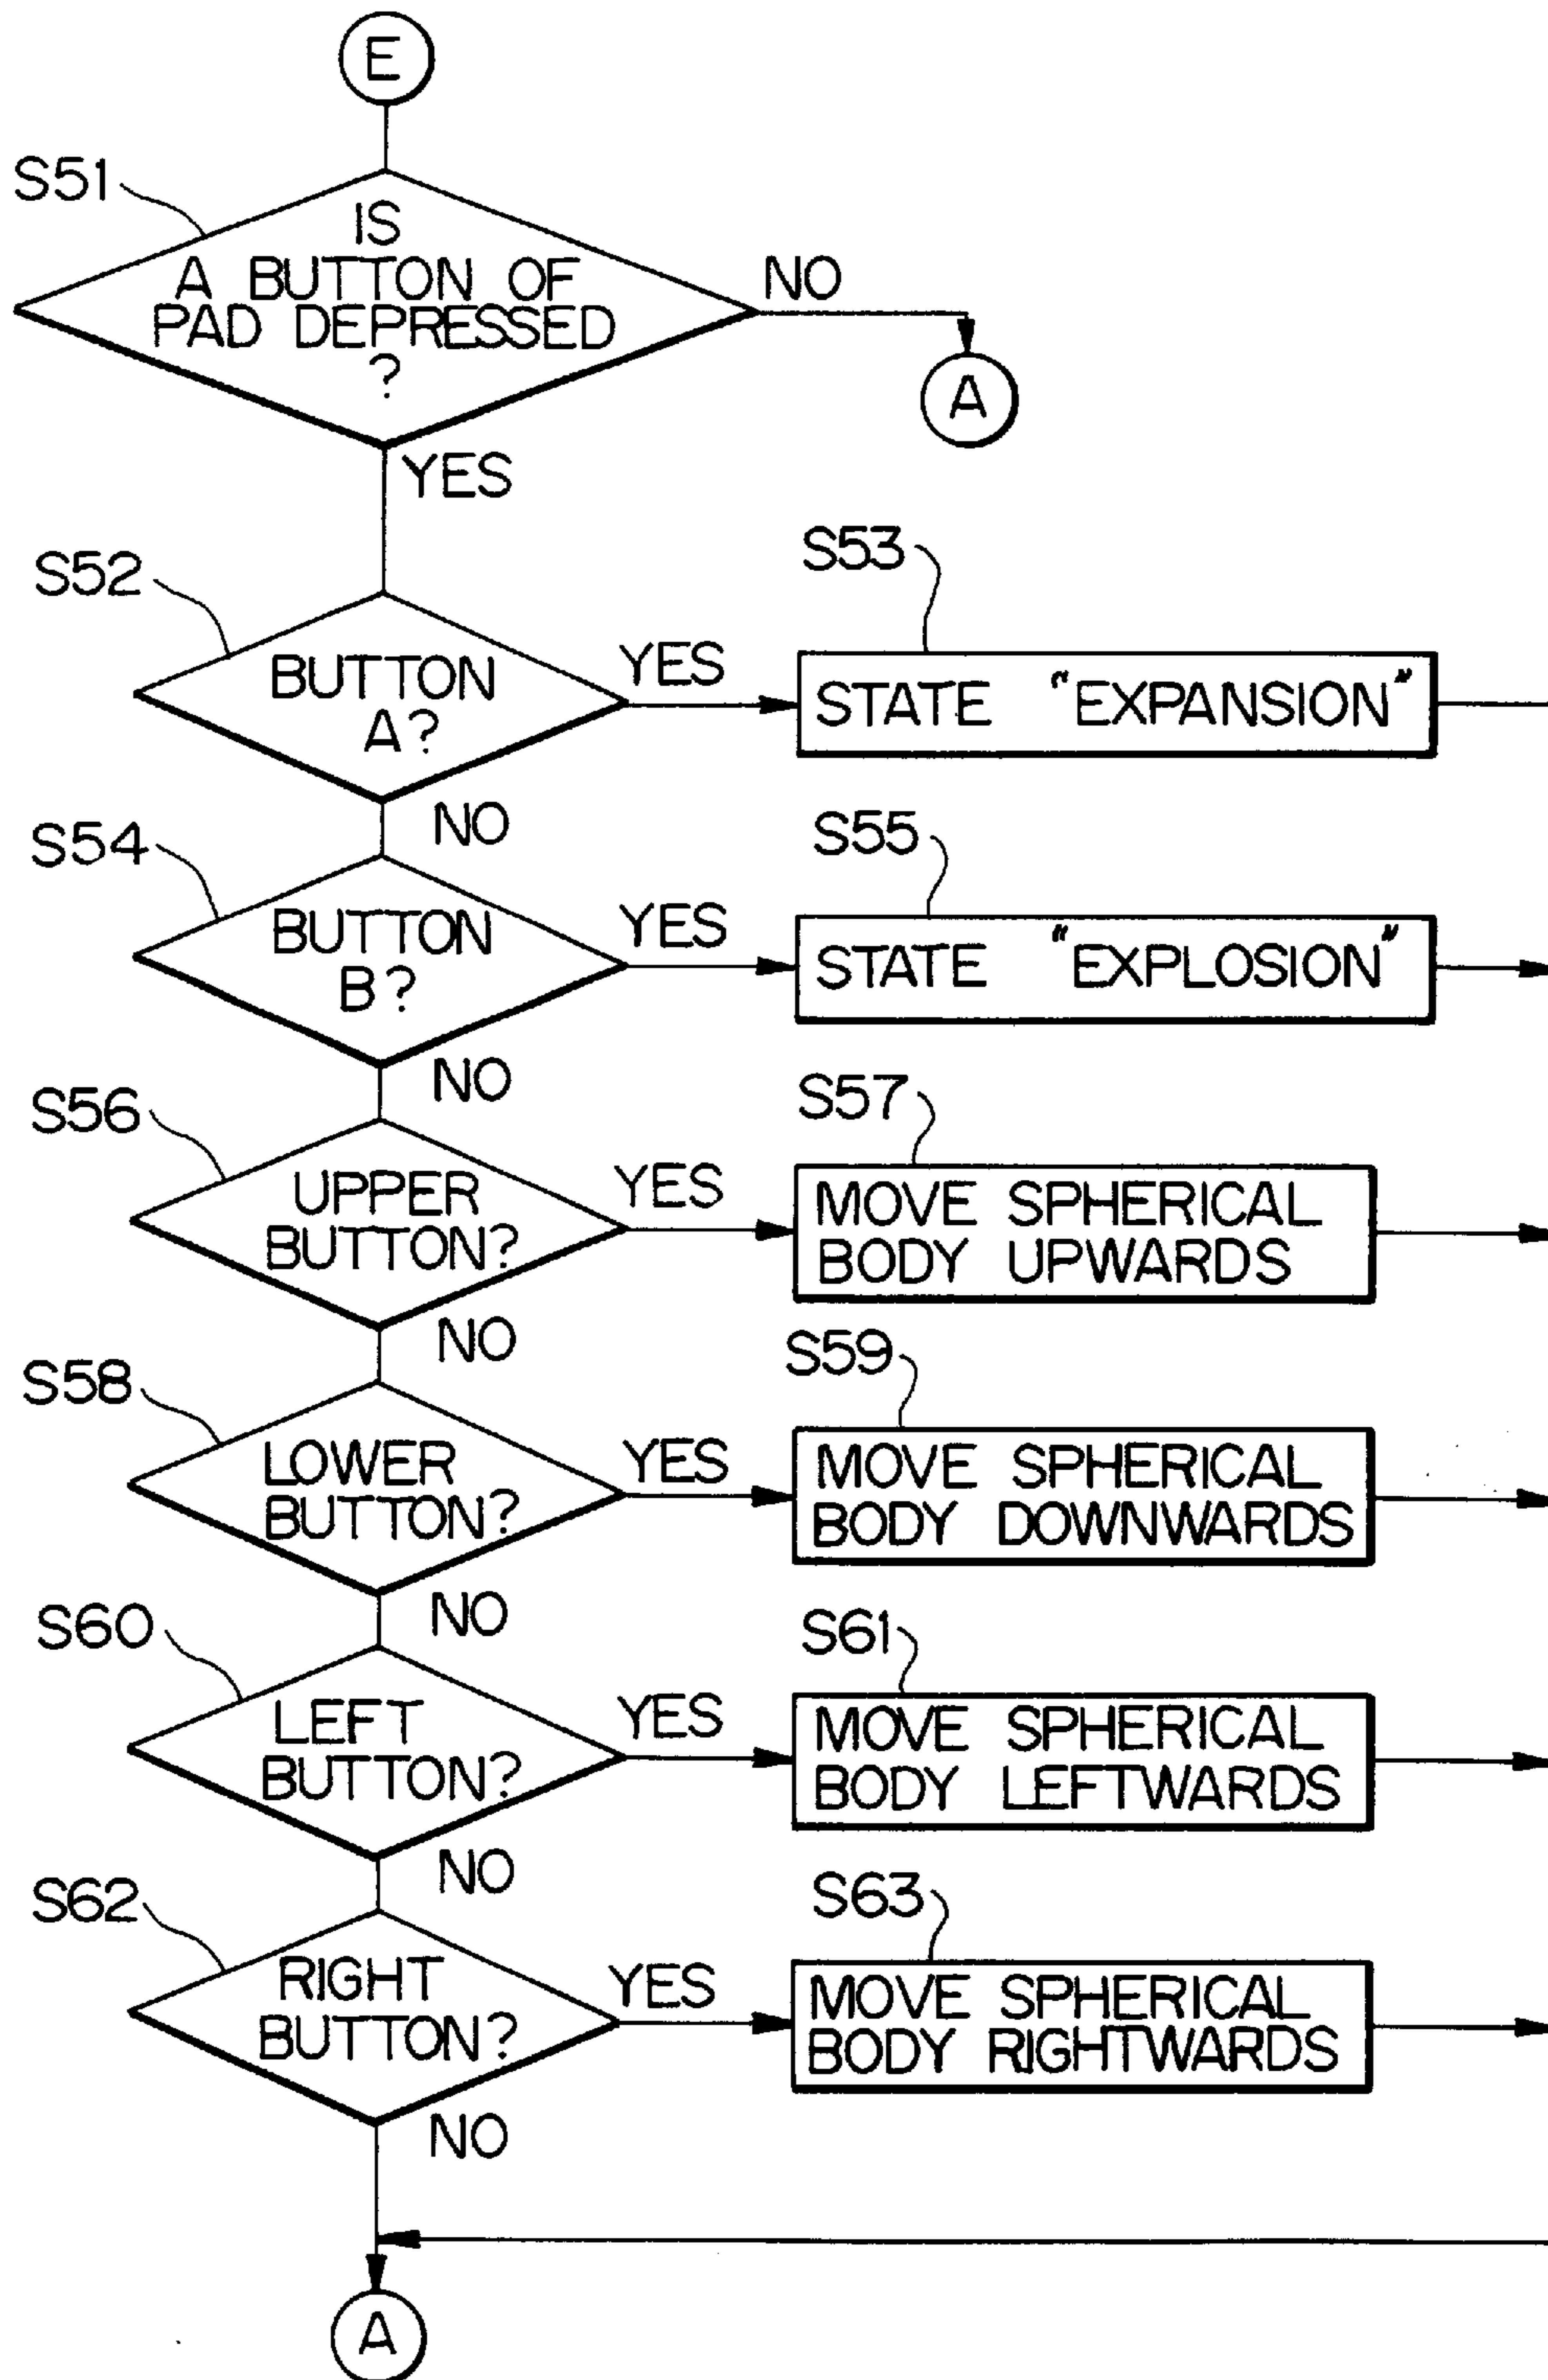 E
S51
IS
A BUTTON OF
PAD DEPRESSED
?
NO
A
YES
S52
BUTTON
A?
YES
S53
STATE "EXPANSION"
NO
S54
BUTTON
B?
YES
S55
STATE "EXPLOSION"
NO
S56
UPPER
BUTTON?
YES
S57
MOVE SPHERICAL
BODY UPWARDS
NO
S58
LOWER
BUTTON?
YES
S59
MOVE SPHERICAL
BODY DOWNWARDS
NO
S60
LEFT
BUTTON?
YES
S61
MOVE SPHERICAL
BODY LEFTWARDS
NO
S62
RIGHT
BUTTON?
YES
S63
MOVE SPHERICAL
BODY RIGHTWARDS
NO
A